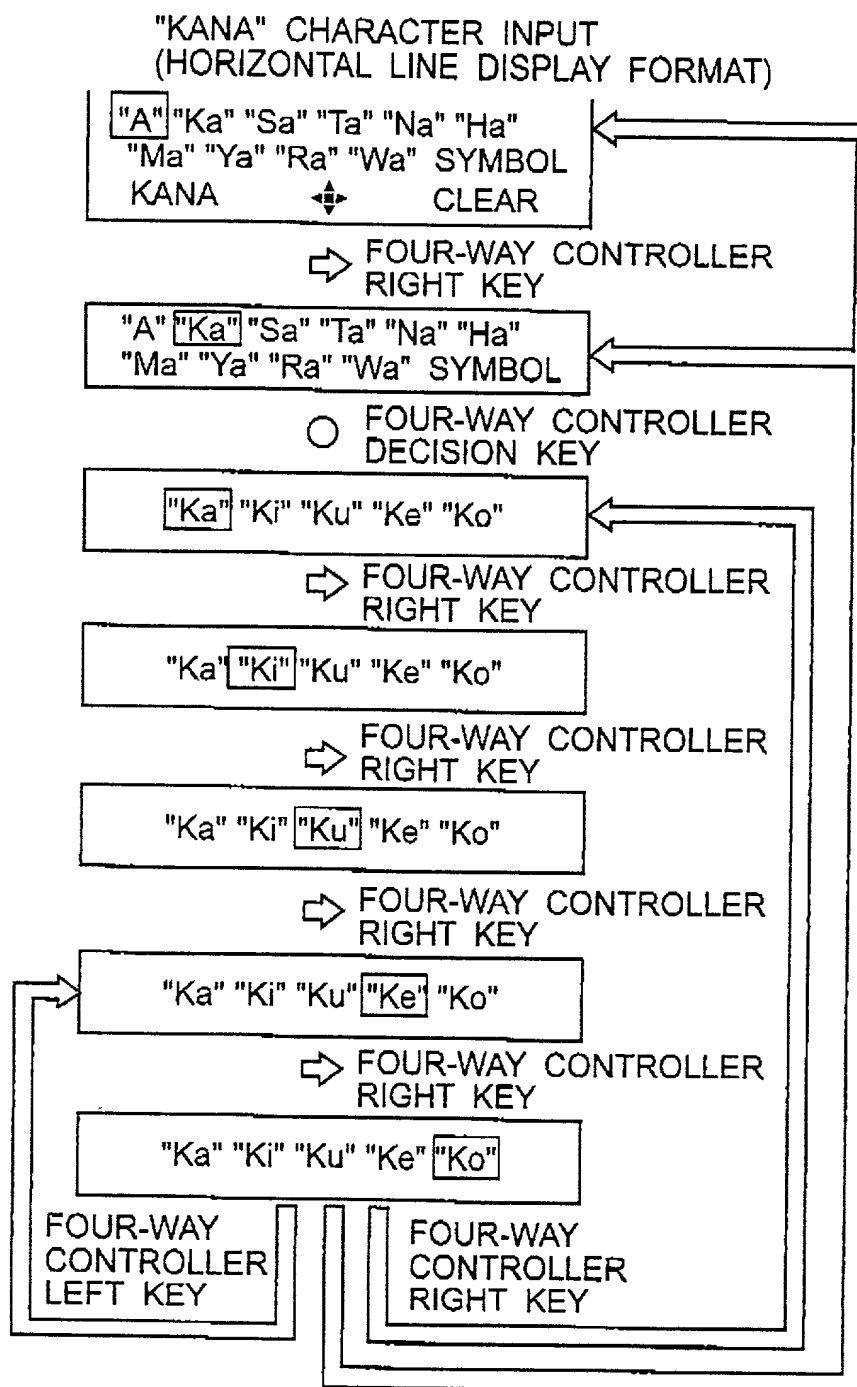 "KANA" CHARACTER INPUT
(HORIZONTAL LINE DISPLAY FORMAT)
"A" "Ka" "Sa" "Ta" "Na" "Ha"
"Ma" "Ya" "Ra" "Wa" SYMBOL
KANA CLEAR
FOUR-WAY CONTROLLER
RIGHT KEY
"A" "Ka" "Sa" "Ta" "Na" "Ha"
"Ma" "Ya" "Ra" "Wa" SYMBOL
FOUR-WAY CONTROLLER
DECISION KEY
"Ka" "Ki" "Ku" "Ke" "Ko"
FOUR-WAY CONTROLLER
RIGHT KEY
"Ka" "Ki" "Ku" "Ke" "Ko"
FOUR-WAY CONTROLLER
RIGHT KEY
"Ka" "Ki" "Ku" "Ke" "Ko"
FOUR-WAY CONTROLLER
RIGHT KEY
"Ka" "Ki" "Ku" "Ke" "Ko"
FOUR-WAY CONTROLLER
RIGHT KEY
"Ka" "Ki" "Ku" "Ke" "Ko"
FOUR-WAY
CONTROLLER
LEFT KEY
FOUR-WAY
CONTROLLER
RIGHT KEY